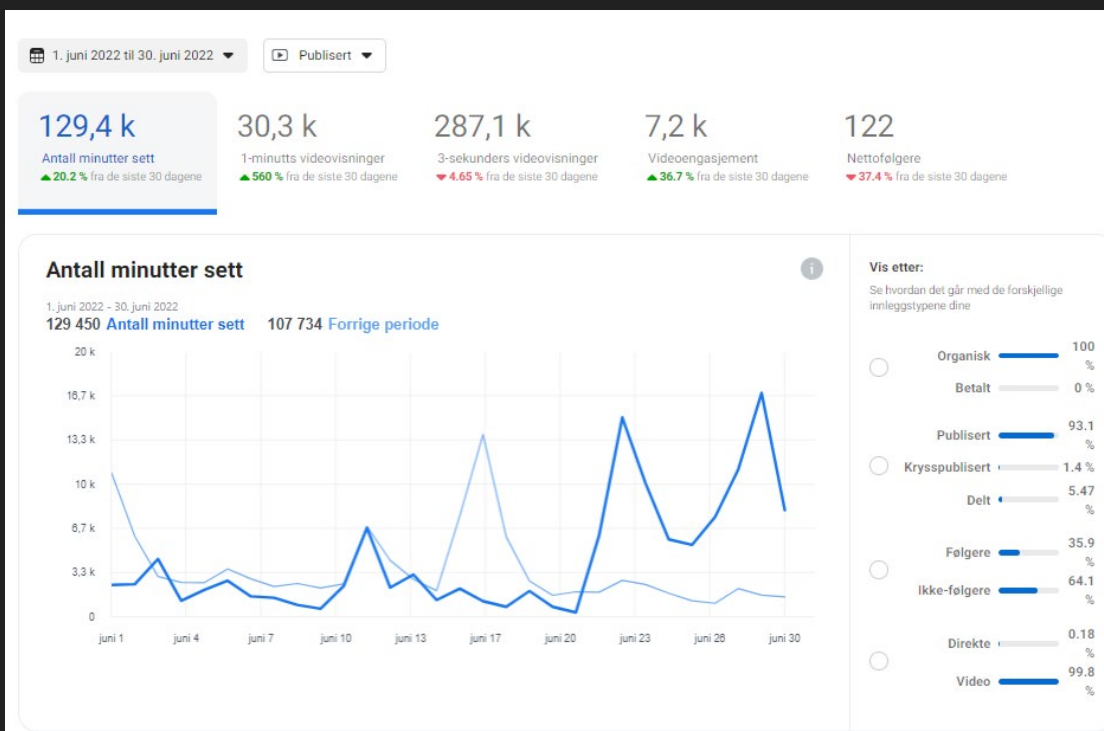 1. juni 2022 til 30. juni 2022
Publisert
129,4 k
Antall minutter sett
20.2 % fra de siste 30 dagene
30,3 k
1-minutts videovisninger
560 % fra de siste 30 dagene
287,1 k
3-sekunders videovisninger
4.65 % fra de siste 30 dagene
7,2 k
Videoengasjement
36.7 % fra de siste 30 dagene
122
Nettofølgere
37.4 % fra de siste 30 dagene
Antall minutter sett
1. juni 2022 - 30. juni 2022
129 450 Antall minutter sett 107 734 Forrige periode
20 k
16,7 k
13,3 k
10 k
6,7 k
3,3 k
0
juni 1 juni 4 juni 7 juni 10 juni 13 juni 17 juni 20 juni 23 juni 26 juni 30
Vis etter:
Se hvordan det går med de forskjellige
innleggstypene dine
Organisk 100 %
Betalt 0 %
Publisert 93.1 %
Krysspublisert 1.4 %
Delt 5.47 %
Følgere 35.9 %
Ikke-følgere 64.1 %
Direkte 0.18 %
Video 99.8 %